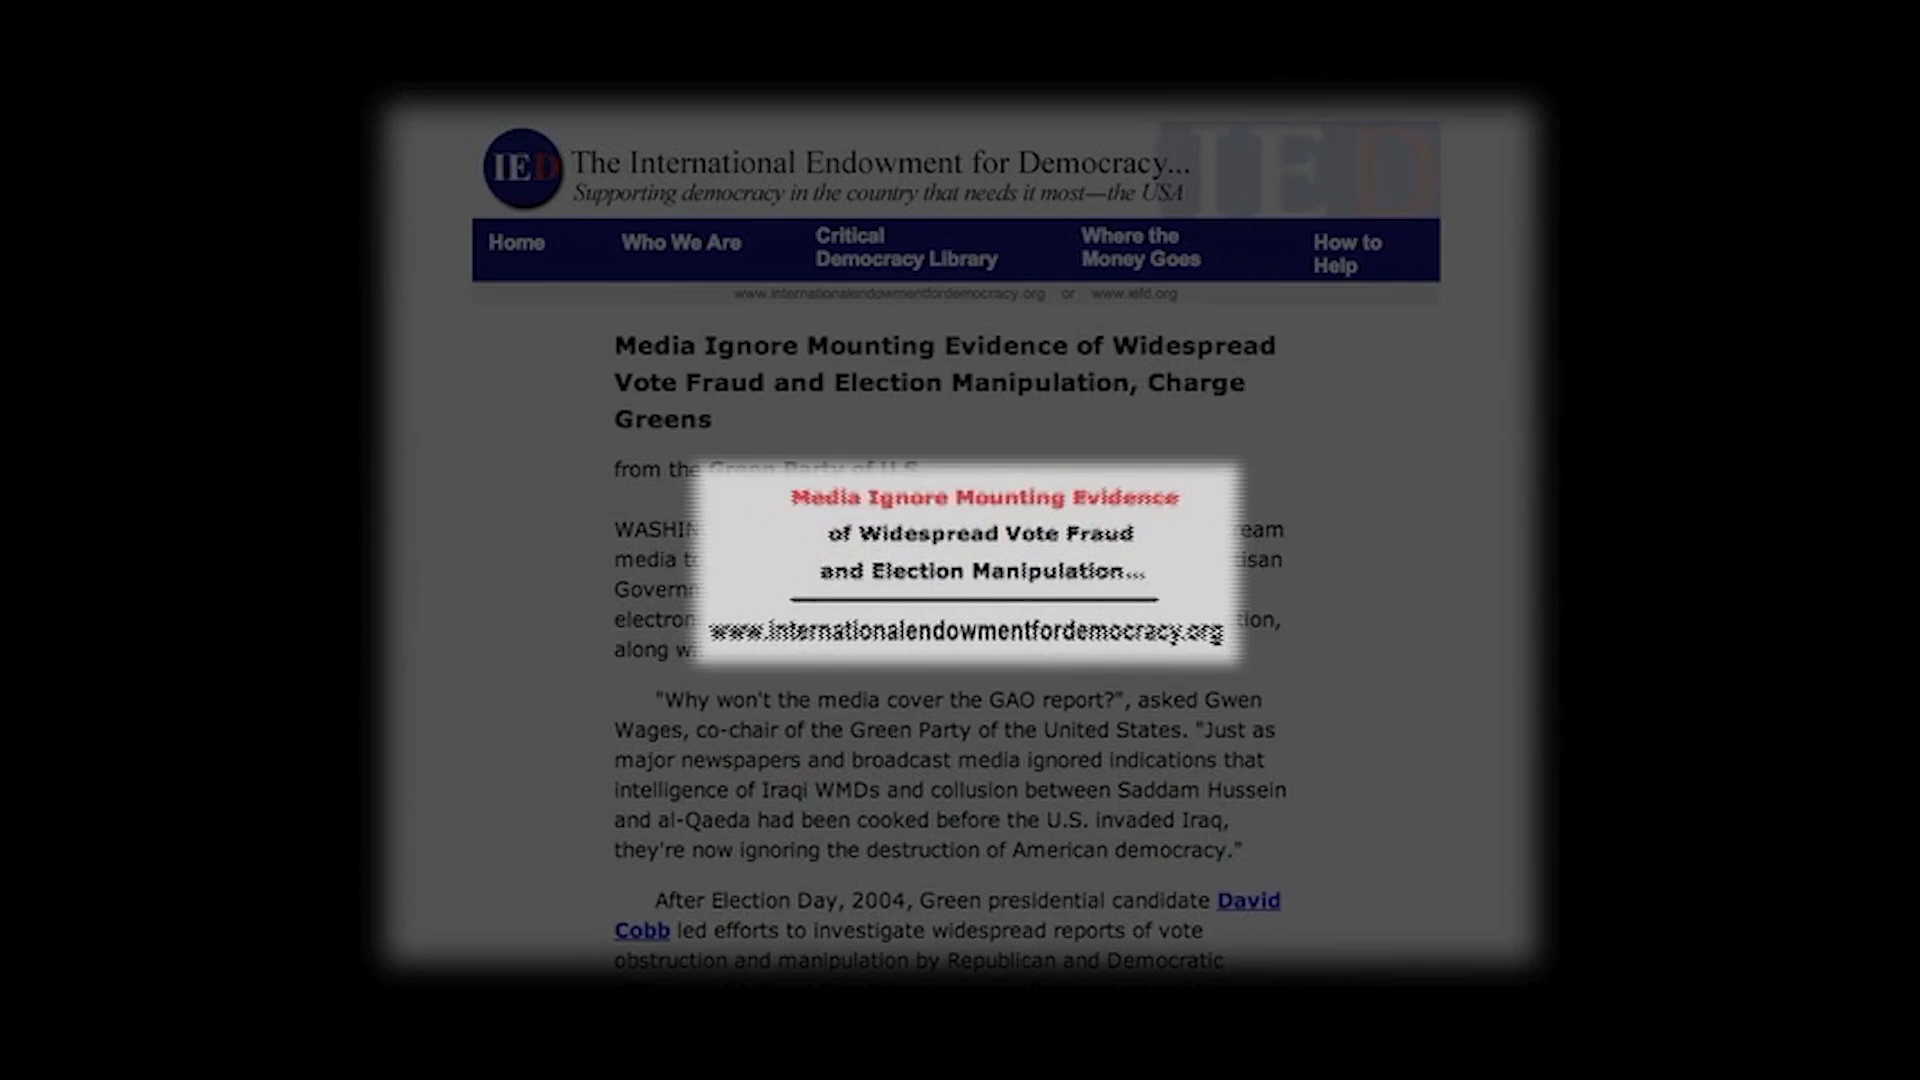 IED The International Endowment for Democracy... IED
Supporting democracy in the country that needs it most—the USA
Home Who We Are Critical Democracy Library Where the Money Goes How to Help
www.internationalendowmentfordemocracy.org or www.iefd.org
Media Ignore Mounting Evidence of Widespread
Vote Fraud and Election Manipulation, Charge
Greens
from the Green Party of U.S.
Media Ignore Mounting Evidence
of Widespread Vote Fraud
and Election Manipulation...
www.internationalendowmentfordemocracy.org
WASHIN eam
media t isan
Govern
electron tion,
along w
"Why won't the media cover the GAO report?", asked Gwen
Wages, co-chair of the Green Party of the United States. "Just as
major newspapers and broadcast media ignored indications that
intelligence of Iraqi WMDs and collusion between Saddam Hussein
and al-Qaeda had been cooked before the U.S. invaded Iraq,
they're now ignoring the destruction of American democracy."
After Election Day, 2004, Green presidential candidate David
Cobb led efforts to investigate widespread reports of vote
obstruction and manipulation by Republican and Democratic